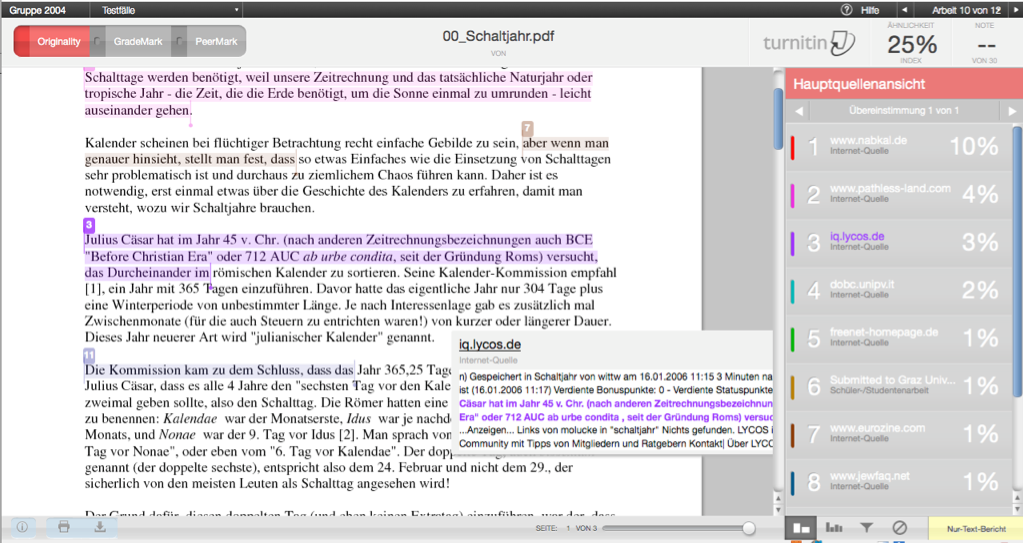 Gruppe 2004 Testfälle Hilfe Arbeit 10 von 12
Originality GradeMark PeerMark
00_Schaltjahr.pdf
VON
turnitin
ÄHNLICHKEIT
25%
INDEX
NOTE
--
VON 30
Schalttage werden benötigt, weil unsere Zeitrechnung und das tatsächliche Naturjahr oder
tropische Jahr - die Zeit, die die Erde benötigt, um die Sonne einmal zu umrunden - leicht
auseinander gehen.
7
Kalender scheinen bei flüchtiger Betrachtung recht einfache Gebilde zu sein, aber wenn man
genauer hinsieht, stellt man fest, dass so etwas Einfaches wie die Einsetzung von Schalttagen
sehr problematisch ist und durchaus zu ziemlichem Chaos führen kann. Daher ist es
notwendig, erst einmal etwas über die Geschichte des Kalenders zu erfahren, damit man
versteht, wozu wir Schaltjahre brauchen.
3
Julius Cäsar hat im Jahr 45 v. Chr. (nach anderen Zeitrechnungsbezeichnungen auch BCE
"Before Christian Era" oder 712 AUC ab urbe condita, seit der Gründung Roms) versucht,
das Durcheinander im römischen Kalender zu sortieren. Seine Kalender-Kommission empfahl
[1], ein Jahr mit 365 Tagen einzuführen. Davor hatte das eigentliche Jahr nur 304 Tage plus
eine Winterperiode von unbestimmter Länge. Je nach Interessenlage gab es zusätzlich mal
Zwischenmonate (für die auch Steuern zu entrichten waren!) von kurzer oder längerer Dauer.
Dieses Jahr neuerer Art wird "julianischer Kalender" genannt.
11
Die Kommission kam zu dem Schluss, dass das Jahr 365,25 Tage
Julius Cäsar, dass es alle 4 Jahre den "sechsten Tag vor den Kale
zweimal geben sollte, also den Schalttag. Die Römer hatten eine
zu benennen: Kalendae war der Monatserste, Idus war je nach
Monats, und Nonae war der 9. Tag vor Idus [2]. Man sprach von
Tag vor Nonae", oder eben vom "6. Tag vor Kalendae". Der
genannt (der doppelte sechste), entspricht also dem 24. Februar und nicht dem 29., der
sicherlich von den meisten Leuten als Schalttag angesehen wird!
Der Grund dafür, diesen doppelten Tag (und eben keinen Extratag) einzuführen, war der, dass
iq.lycos.de
Internet-Quelle
n) Gespeichert in Schaltjahr von wittw am 16.01.2006 11:15 3 Minuten na
ist (16.01.2006 11:17) Verdiente Bonuspunkte: 0 - Verdiente Statuspunkte
Cäsar hat im Jahr 45 v. Chr. (nach anderen Zeitrechnungsbezeichnun
Era" oder 712 AUC ab urbe condita , seit der Gründung Roms) versuc
...Anzeigen... Links von molucke in "schaltjahr" Nichts gefunden. LYCOS i
Community mit Tipps von Mitgliedern und Ratgebern Kontakt| Über LYCO
Hauptquellenansicht
Übereinstimmung 1 von 1
1 www.nabkal.de 10%
Internet-Quelle
2 www.pathless-land.com 4%
Internet-Quelle
3 iq.lycos.de 3%
Internet-Quelle
4 dobc.unipv.it 2%
Internet-Quelle
5 freenet-homepage.de 1%
Internet-Quelle
6 Submitted to Graz Univ... 1%
Schüler-/Studentenarbeit
7 www.eurozine.com 1%
Internet-Quelle
8 www.jewfaq.net 1%
Internet-Quelle
SEITE: 1 VON 3
Nur-Text-Bericht